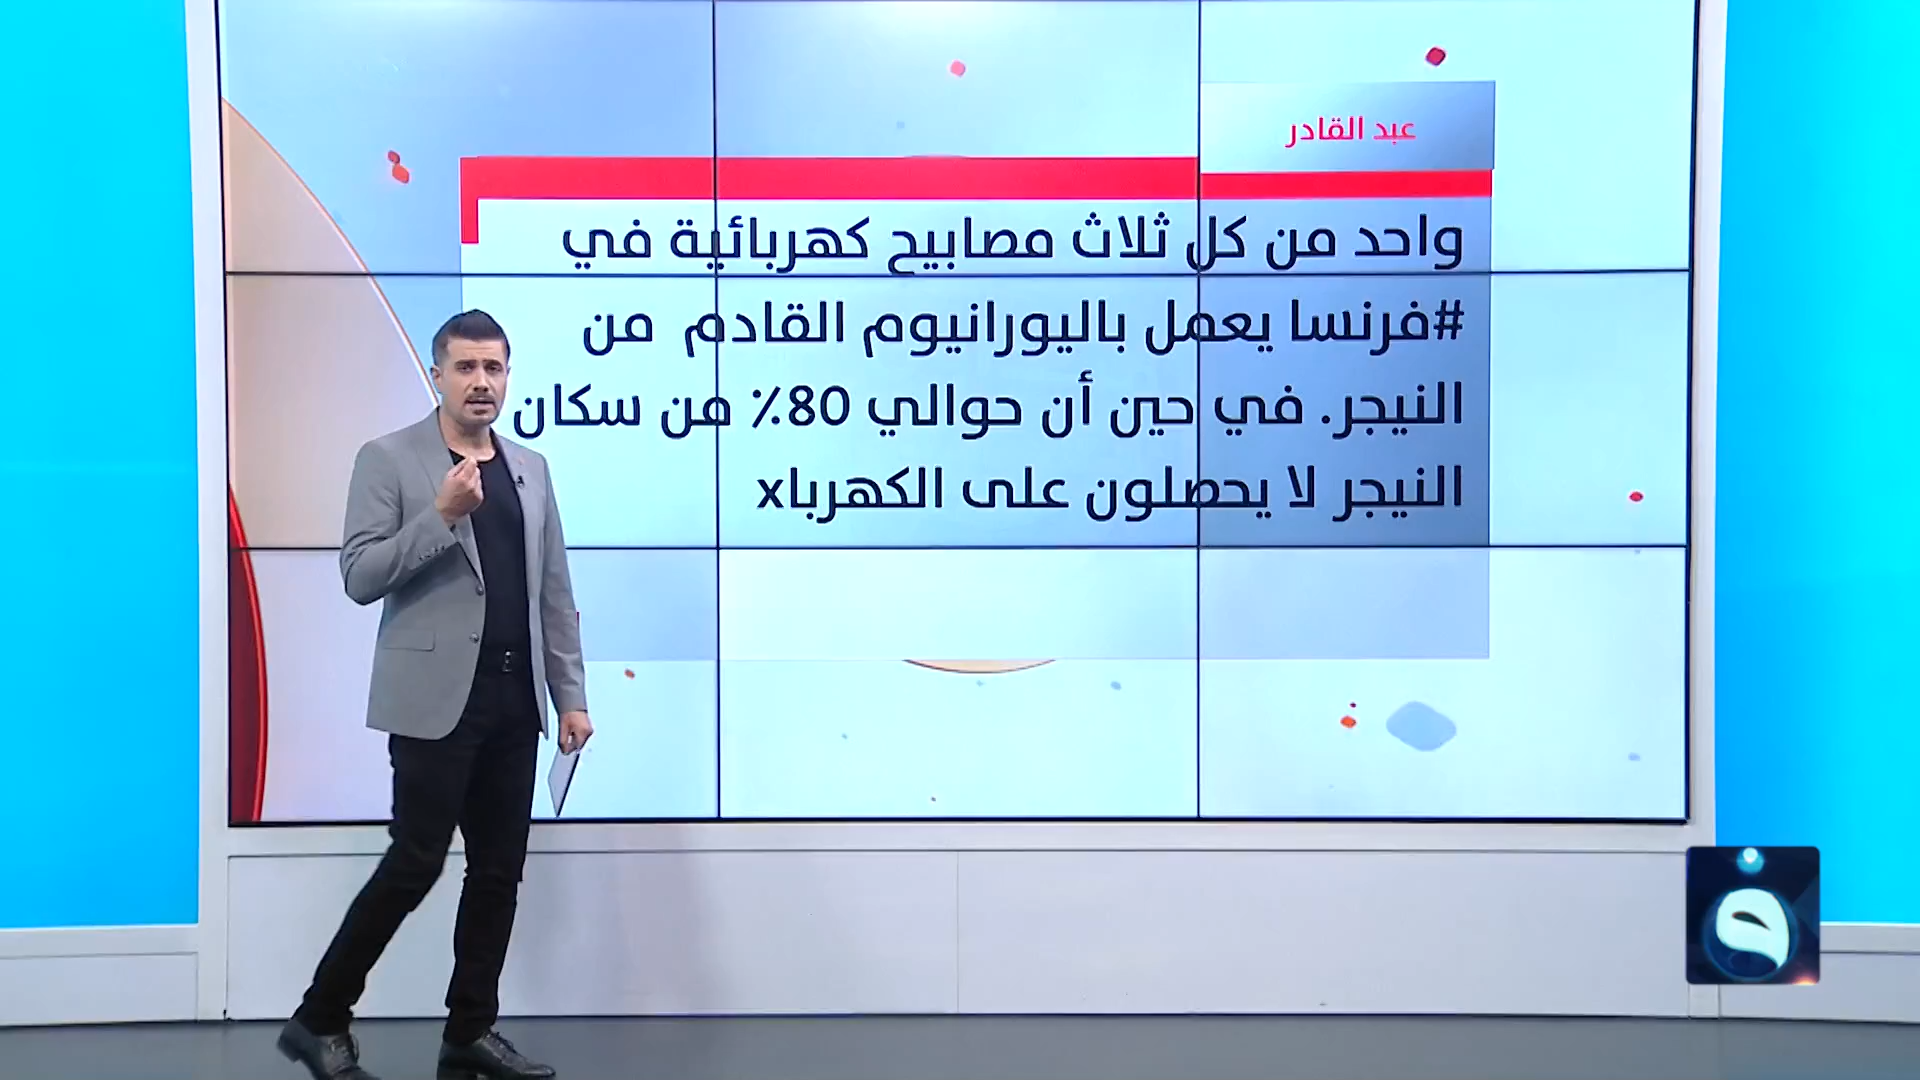 عبد القادر
واحد من كل ثلاث مصابيح كهربائية في
#فرنسا يعمل باليورانيوم القادم من
النيجر. في حين أن حوالي 80٪ من سكان
النيجر لا يحصلون على الكهرباx